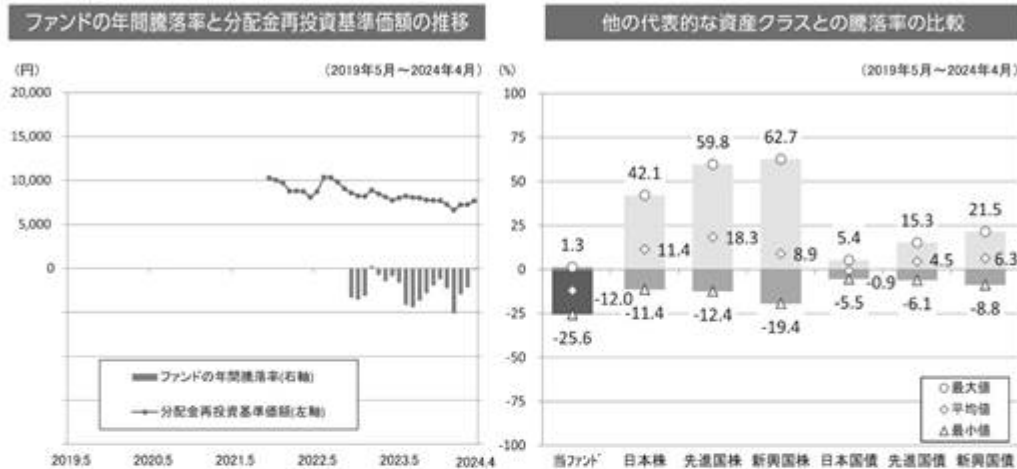 ファンドの年間騰落率と分配金再投資基準価額の推移
(円)
(2019年5月～2024年4月)
20,000
15,000
10,000
5,000
0
ファンドの年間騰落率(右軸)
分配金再投資基準価額(左軸)
2019.5 2020.5 2021.5 2022.5 2023.5 2024.4
他の代表的な資産クラスとの騰落率の比較
(%)
(2019年5月～2024年4月)
100
75
50
25
0
-25
-50
-75
-100
1.3 42.1 59.8 62.7 5.4 15.3 21.5
-12.0 11.4 18.3 8.9 -0.9 4.5 6.3
-25.6 -11.4 -12.4 -19.4 -5.5 -6.1 -8.8
最大値
平均値
最小値
当ファンド 日本株 先進国株 新興国株 日本国債 先進国債 新興国債